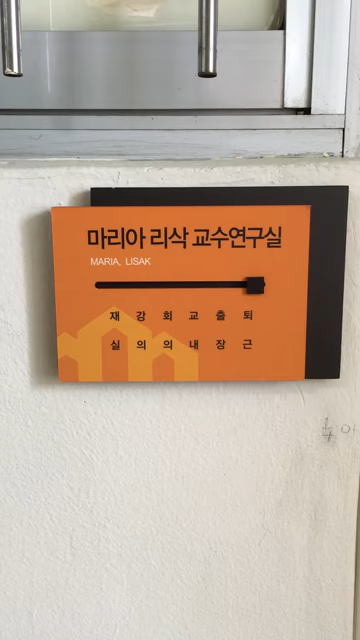 마리아 리삭 교수연구실
MARIA, LISAK
재 강 회 교 출 퇴
실 의 의 내 장 근